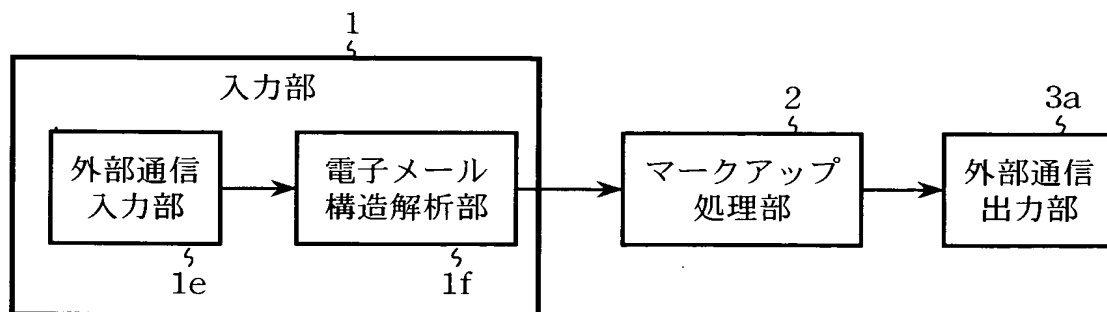 1
入力部
外部通信
入力部
1e
電子メール
構造解析部
1f
2
マークアップ
処理部
3a
外部通信
出力部